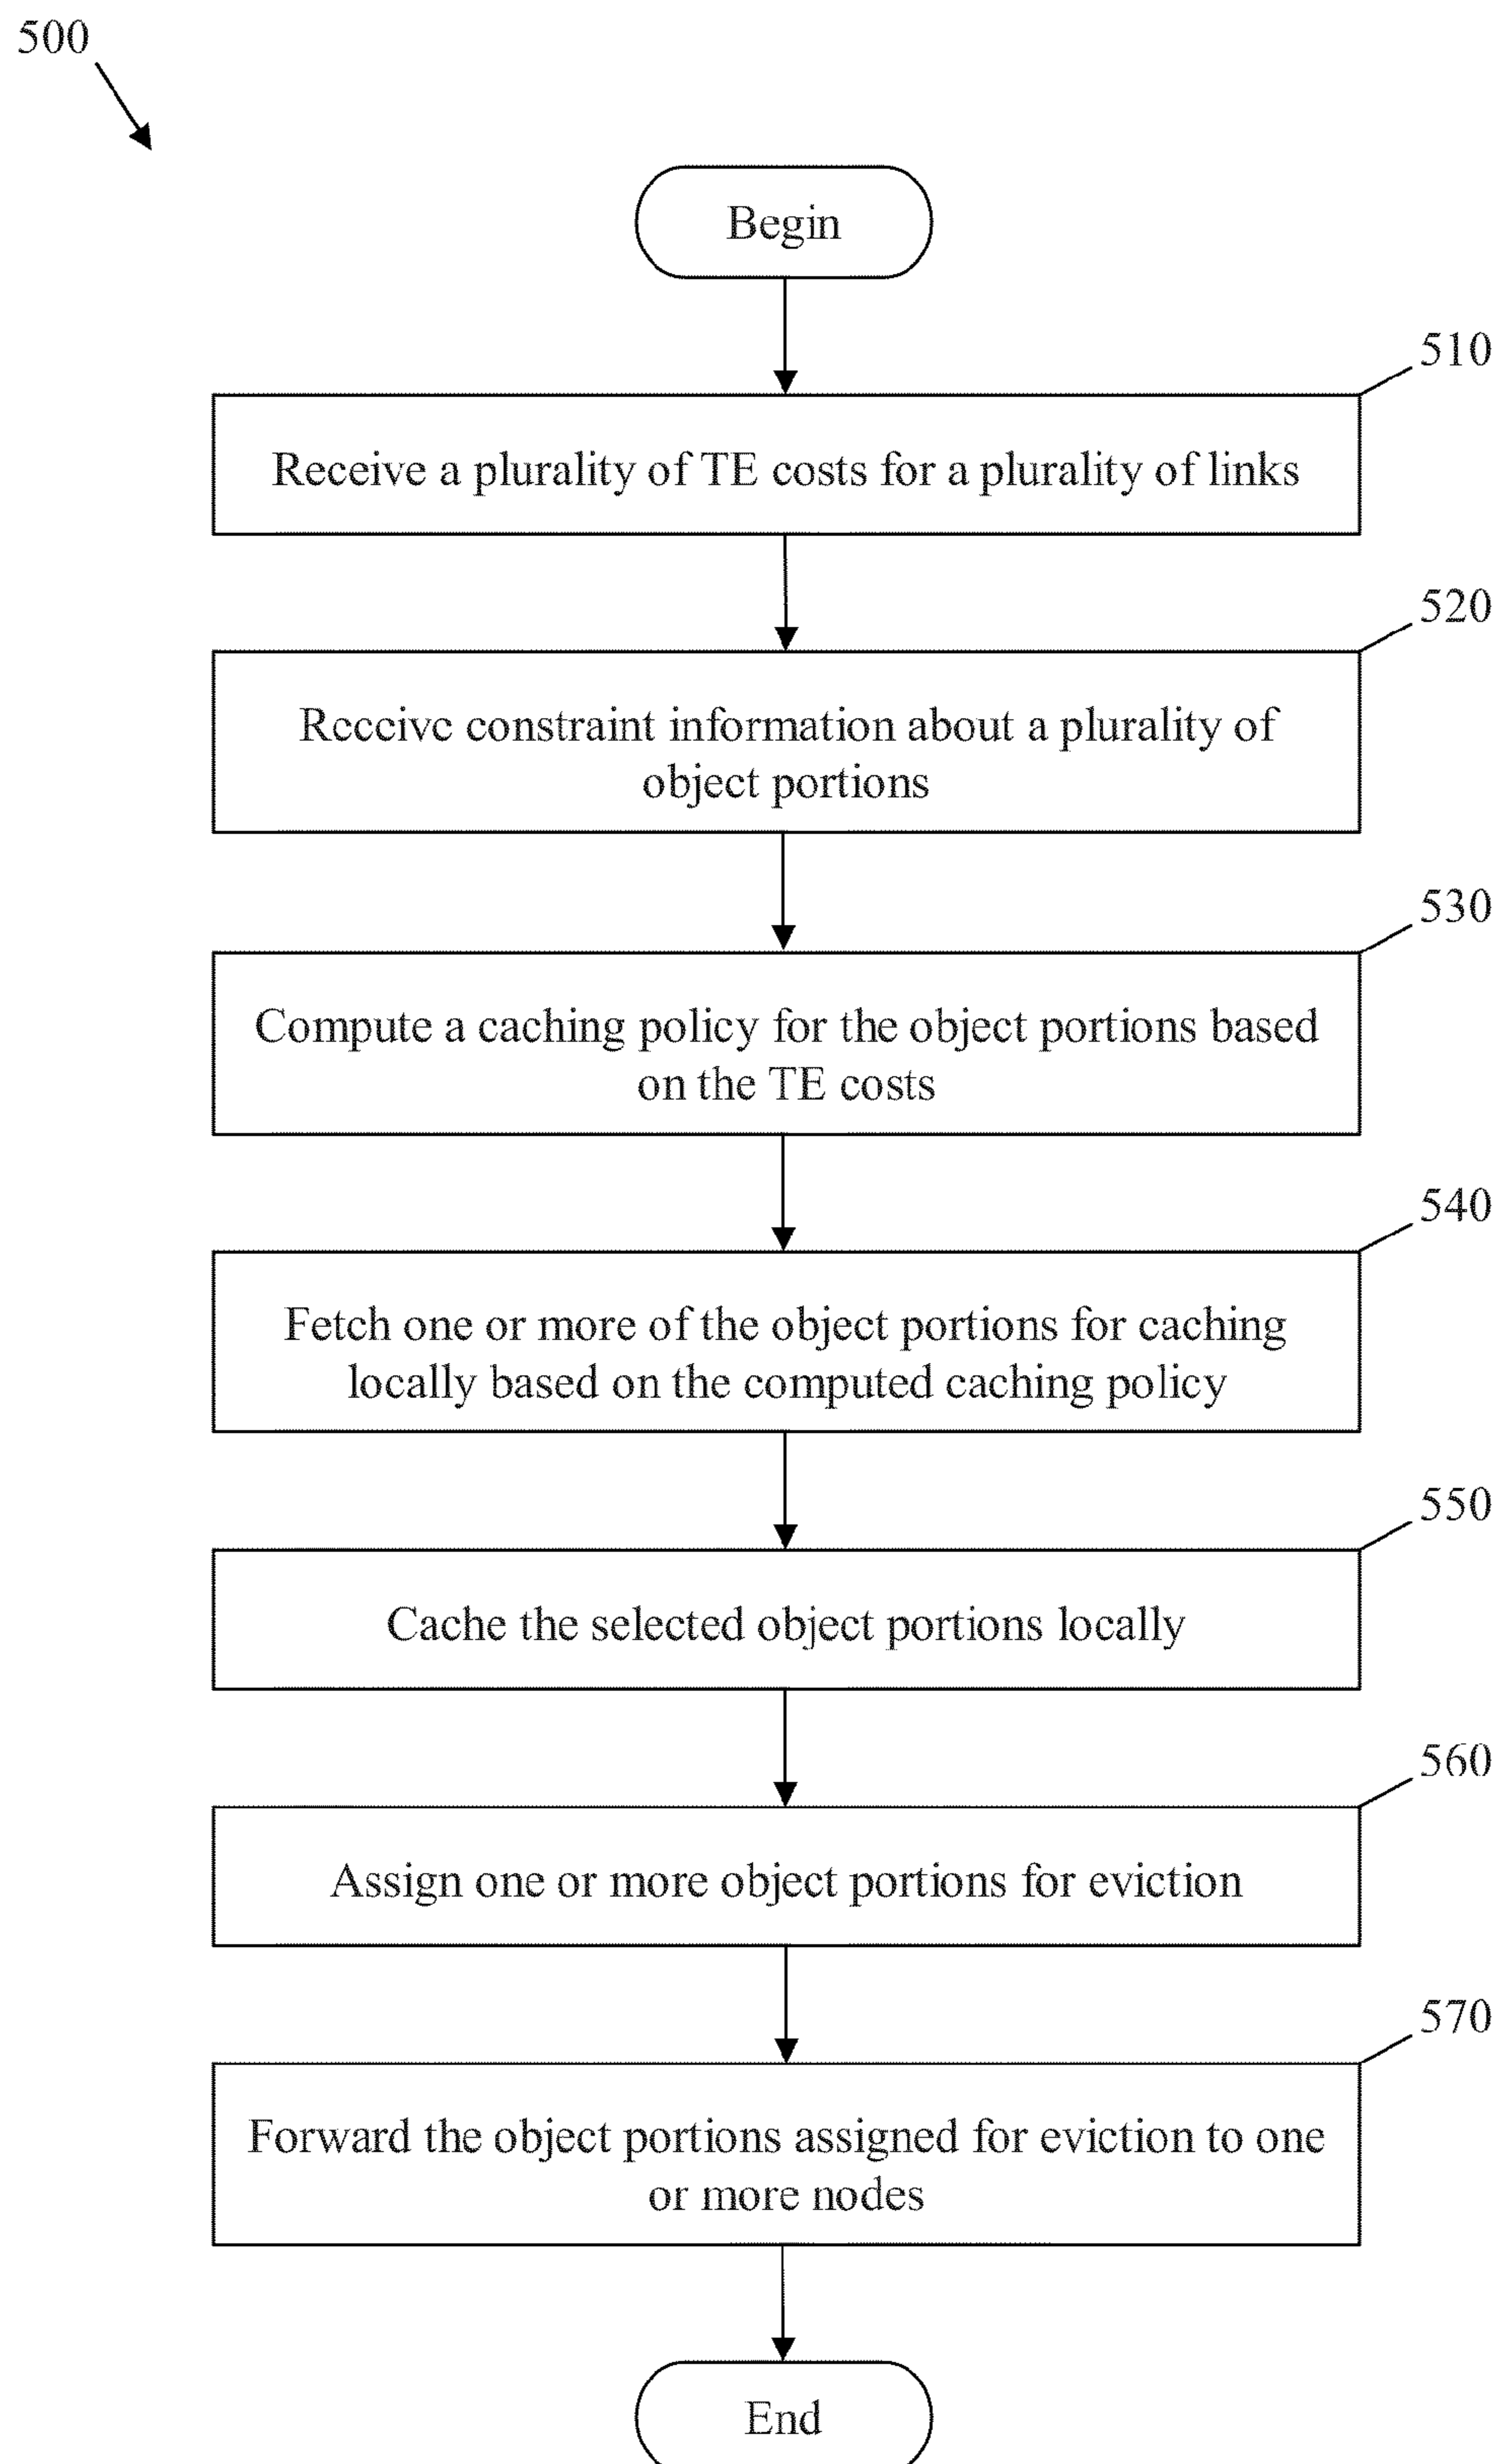 500
Begin
510
Receive a plurality of TE costs for a plurality of links
520
Receive constraint information about a plurality of
object portions
530
Compute a caching policy for the object portions based
on the TE costs
540
Fetch one or more of the object portions for caching
locally based on the computed caching policy
550
Cache the selected object portions locally
560
Assign one or more object portions for eviction
570
Forward the object portions assigned for eviction to one
or more nodes
End